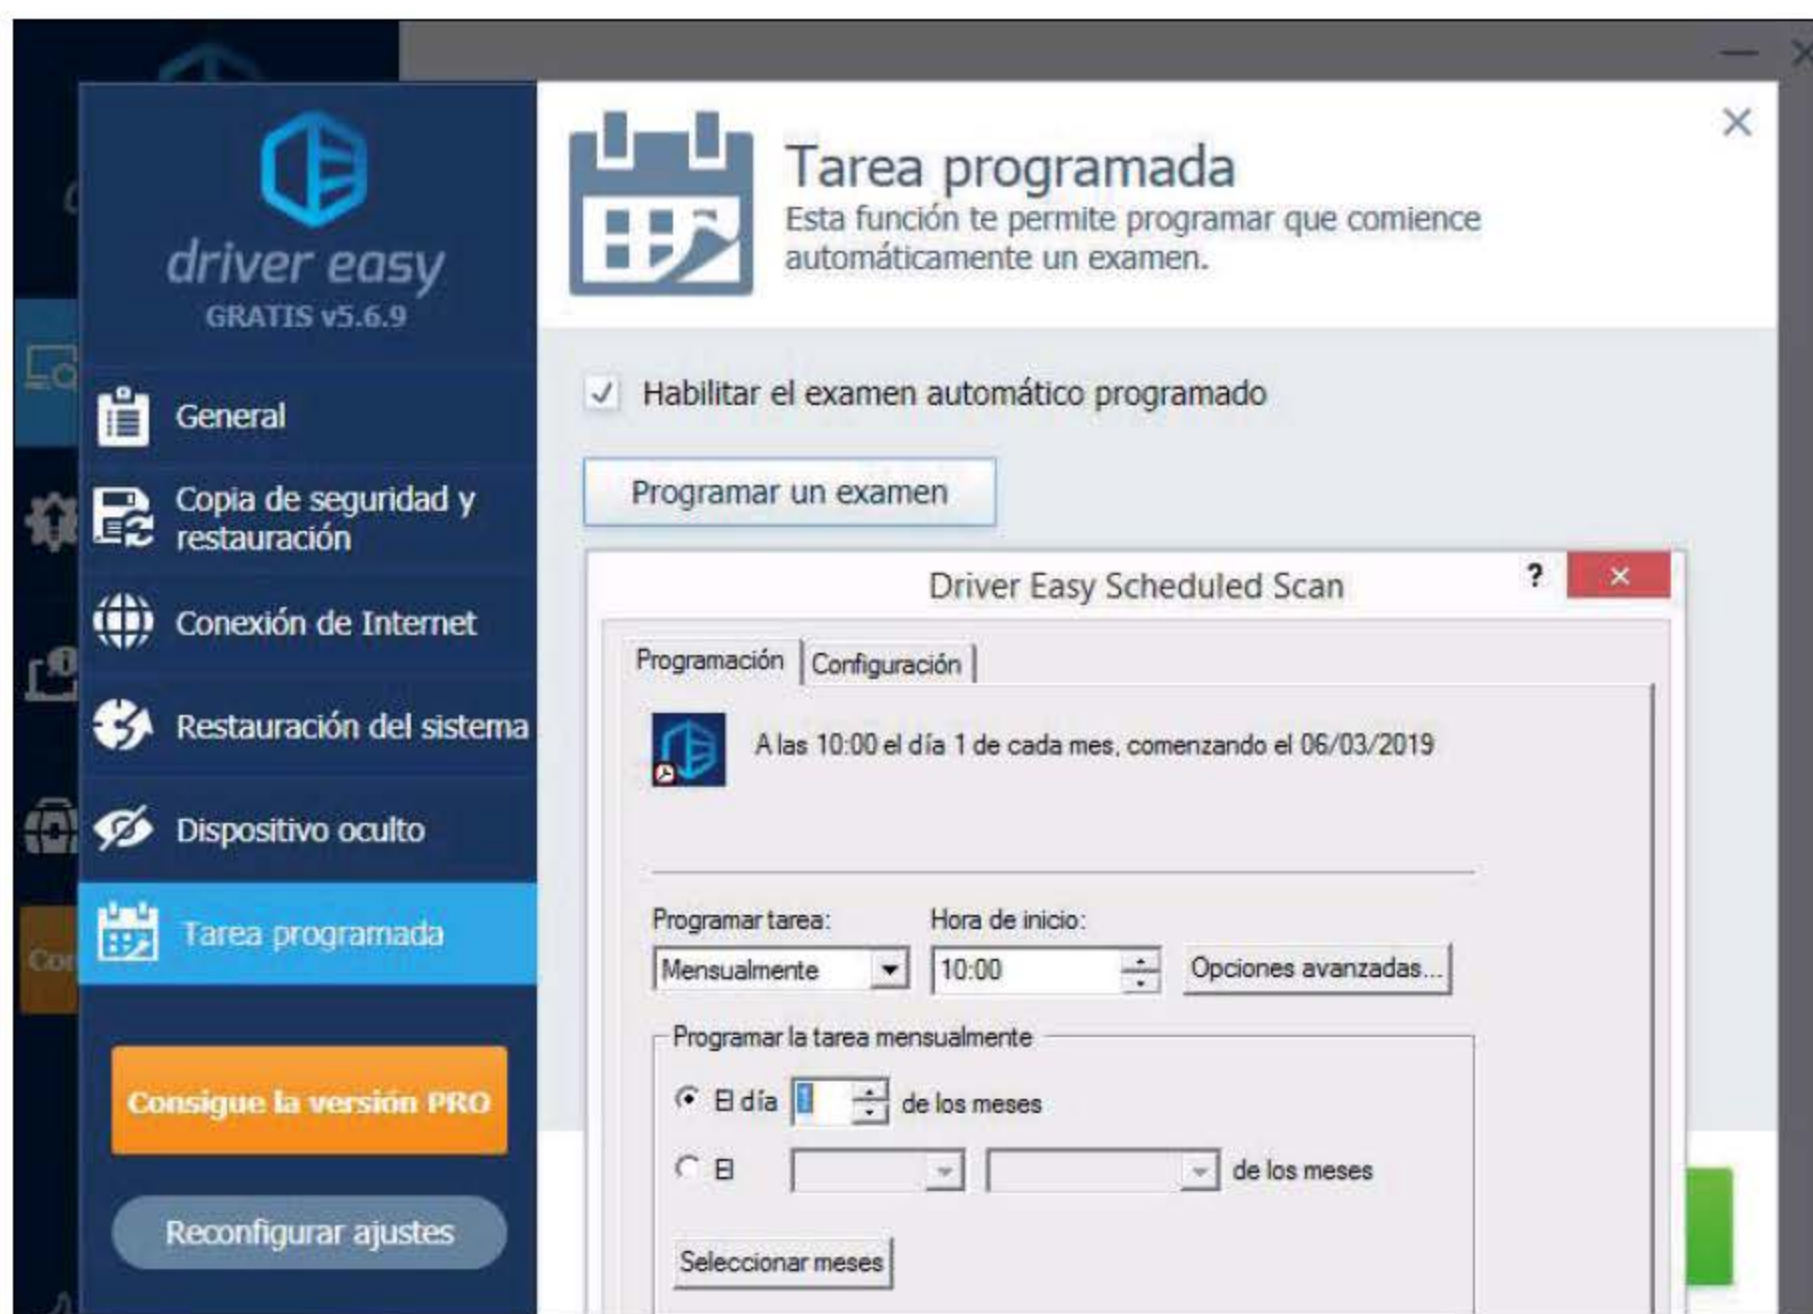 driver easy
GRATIS v5.6.9
General
Copia de seguridad y
restauración
Conexión de Internet
Restauración del sistema
Dispositivo oculto
Tarea programada
Consigue la versión PRO
Reconfigurar ajustes
Tarea programada
Esta función te permite programar que comience
automáticamente un examen.
Habilitar el examen automático programado
Programar un examen
Driver Easy Scheduled Scan
?
Programación
Configuración
A las 10:00 el día 1 de cada mes, comenzando el 06/03/2019
Programar tarea:
Hora de inicio:
Mensualmente
10:00
Opciones avanzadas...
Programar la tarea mensualmente
El día 1 de los meses
El de los meses
Seleccionar meses